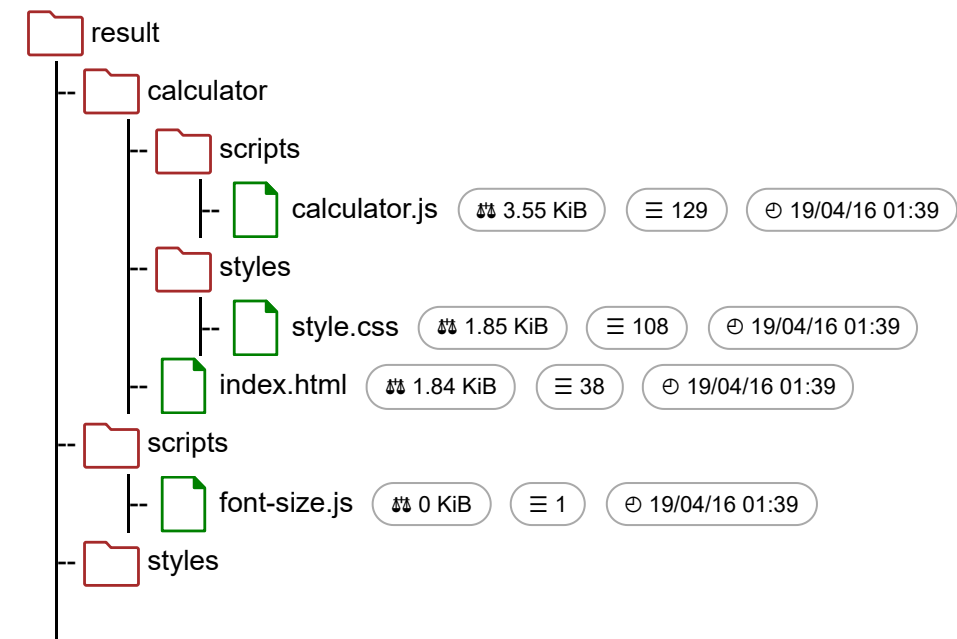 result
calculator
scripts
calculator.js ⚖ 3.55 KiB ☰ 129 ◴ 19/04/16 01:39
styles
style.css ⚖ 1.85 KiB ☰ 108 ◴ 19/04/16 01:39
index.html ⚖ 1.84 KiB ☰ 38 ◴ 19/04/16 01:39
scripts
font-size.js ⚖ 0 KiB ☰ 1 ◴ 19/04/16 01:39
styles